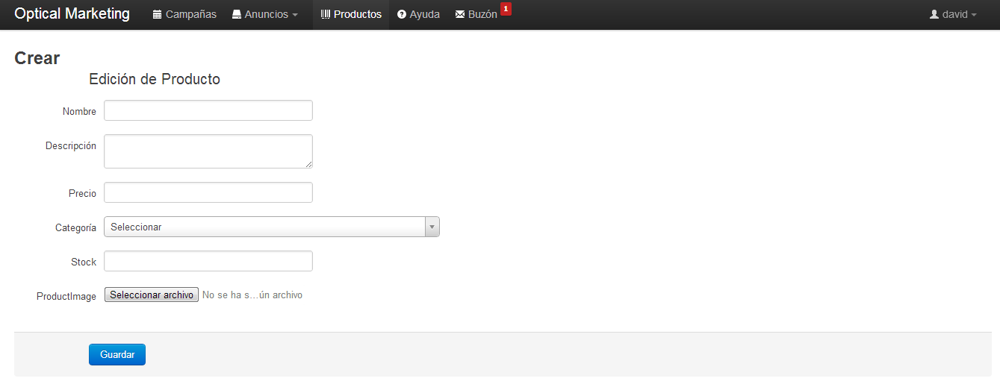 Optical Marketing Campañas Anuncios Productos Ayuda Buzón 1 david
Crear
Edición de Producto
Nombre
Descripción
Precio
Categoría Seleccionar
Stock
ProductImage Seleccionar archivo No se ha s...ún archivo
Guardar